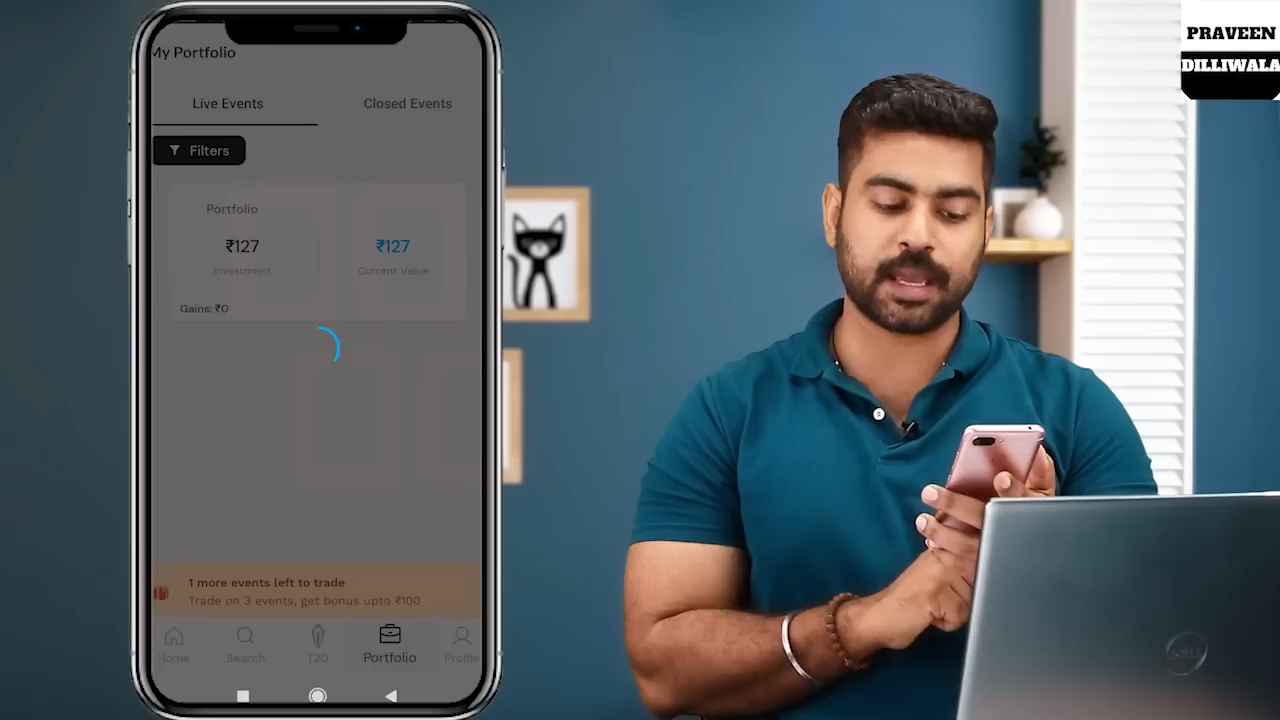 My Portfolio
Live Events
Closed Events
Filters
Portfolio
₹127
₹127
Investment
Current Value
Gains: ₹0
1 more events left to trade
Trade on 3 events, get bonus upto ₹100
Home
Search
T20
Portfolio
Profile
PRAVEEN
DILLIWALA
DELL